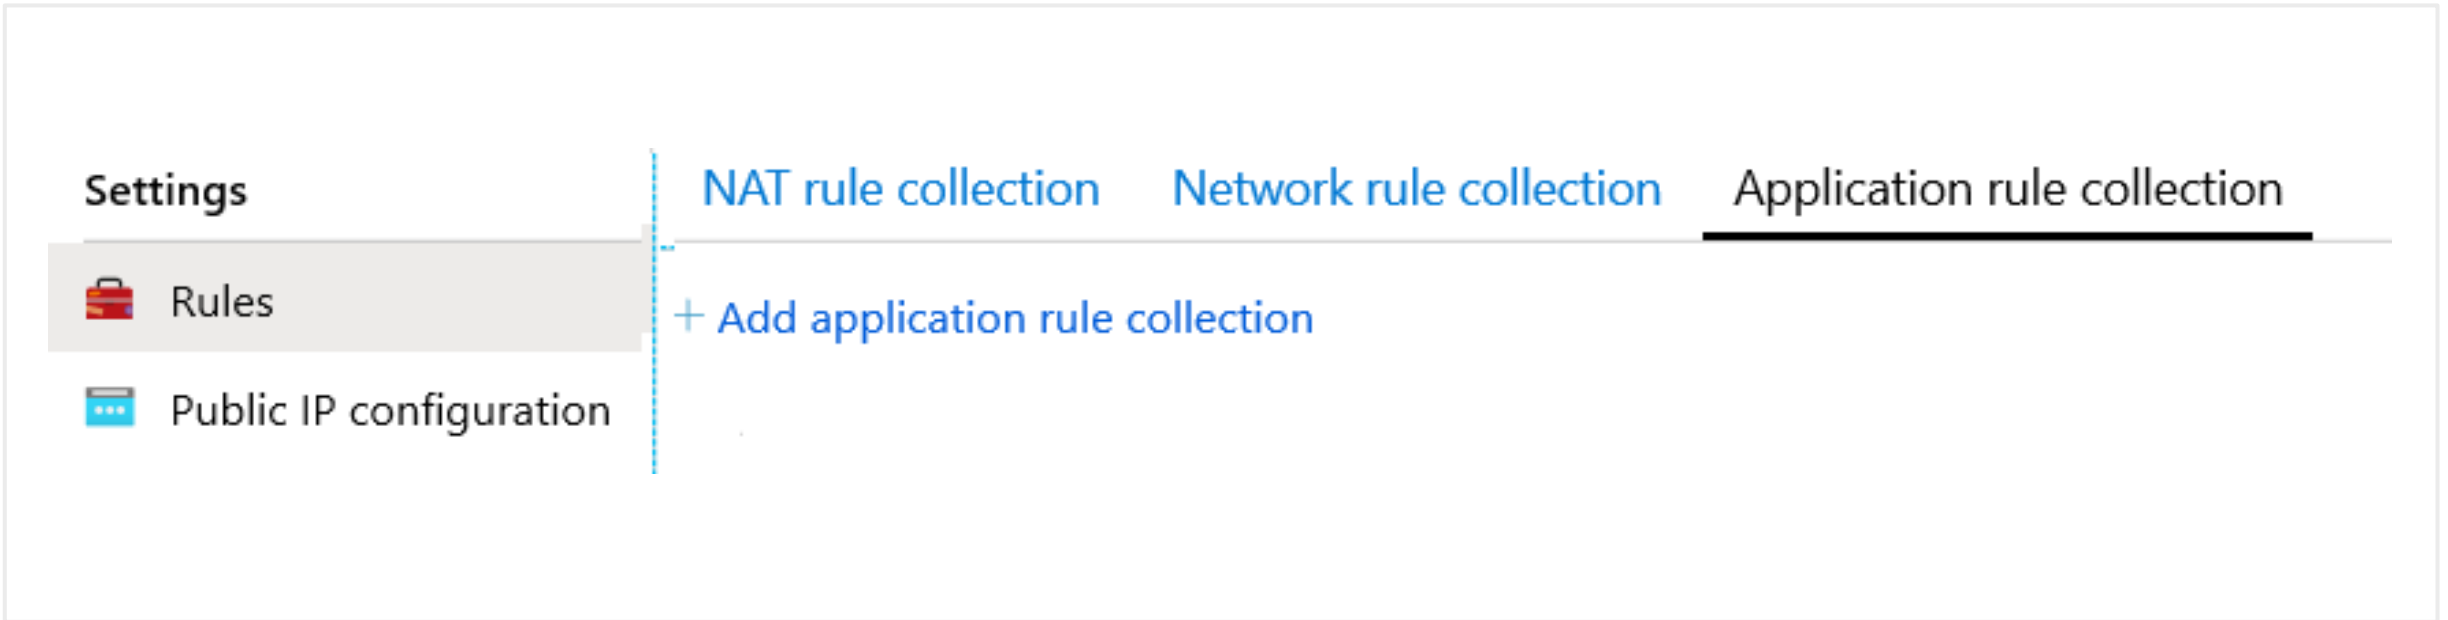 Settings
Rules
Public IP configuration
NAT rule collection
Network rule collection
Application rule collection
+ Add application rule collection